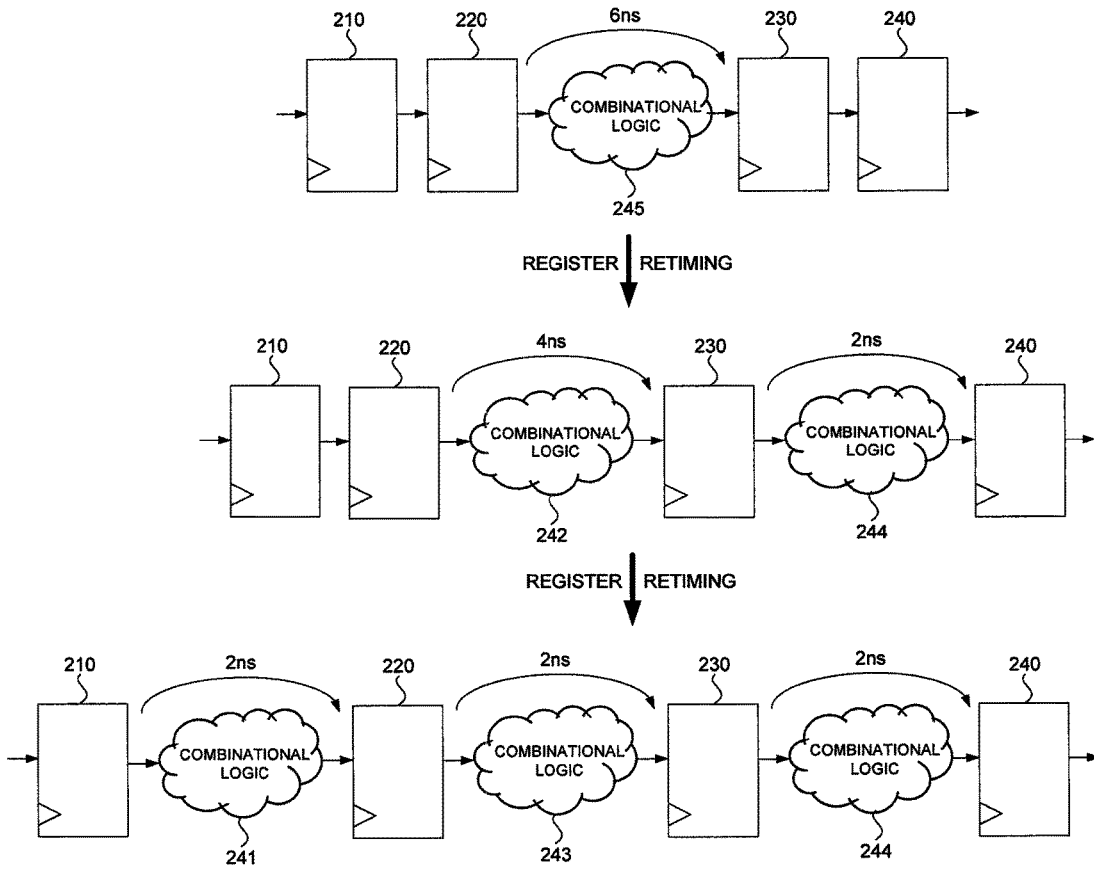 210
220
6ns
230
240
COMBINATIONAL
LOGIC
245
REGISTER RETIMING
210
220
4ns
230
2ns
240
COMBINATIONAL
LOGIC
COMBINATIONAL
LOGIC
242
244
REGISTER RETIMING
210
2ns
220
2ns
230
2ns
240
COMBINATIONAL
LOGIC
COMBINATIONAL
LOGIC
COMBINATIONAL
LOGIC
241
243
244